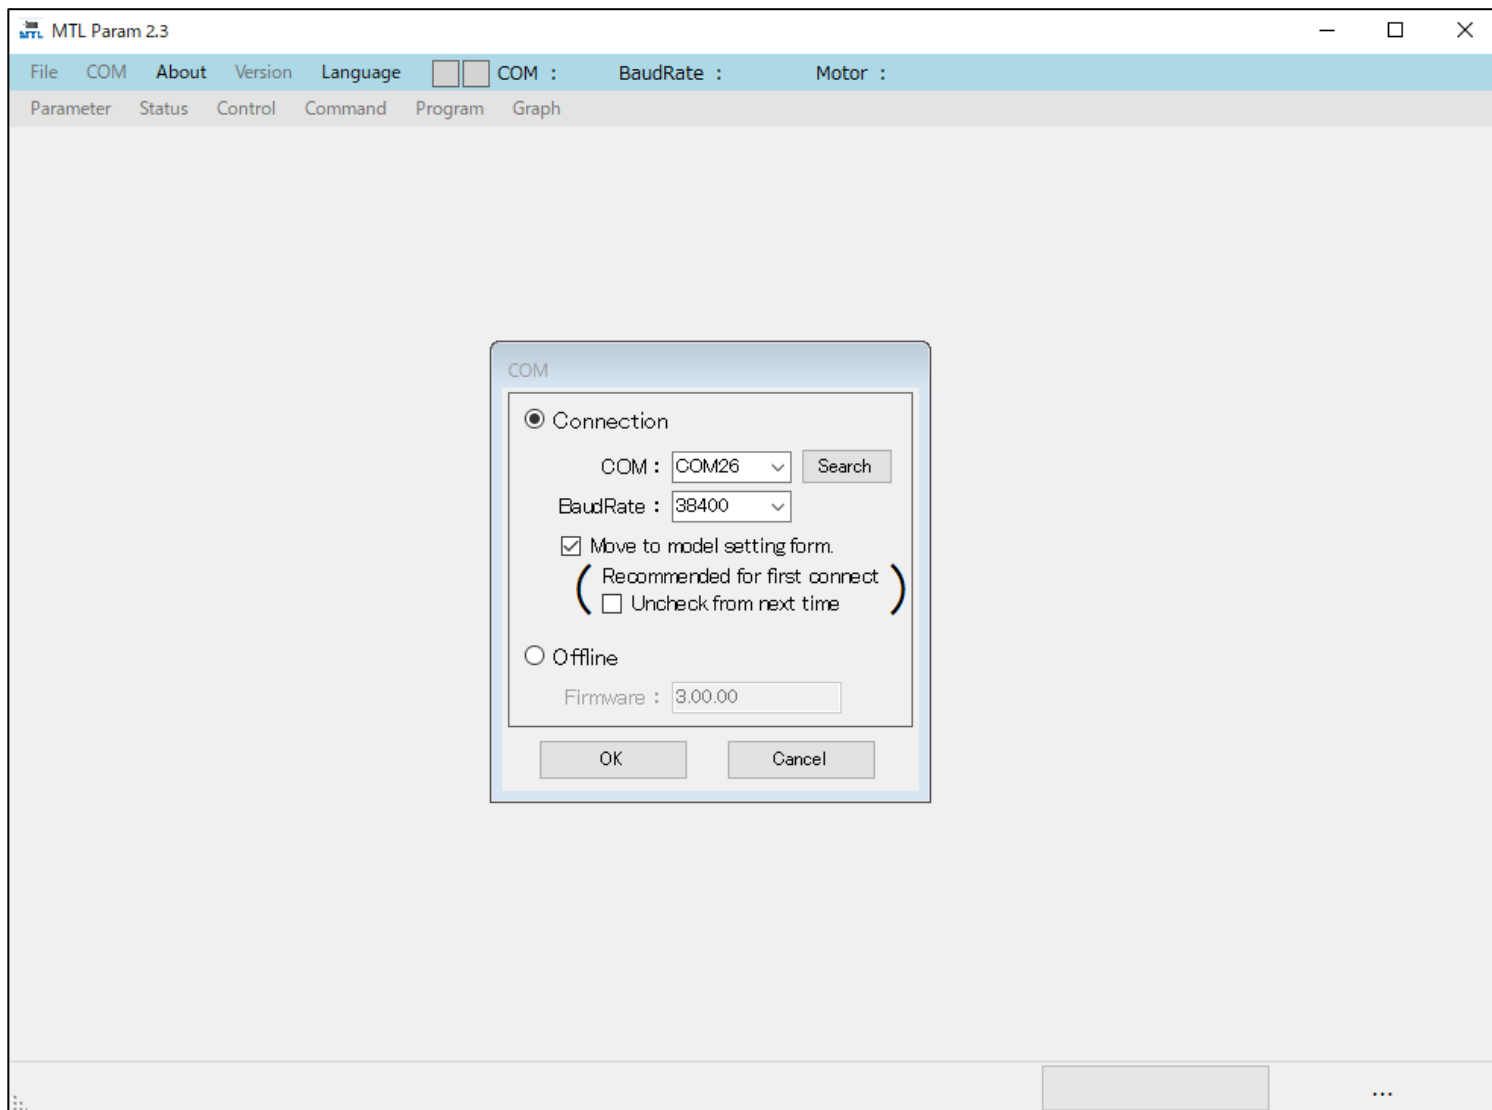 MTL Param 2.3
File COM About Version Language COM : BaudRate : Motor :
Parameter Status Control Command Program Graph
COM
Connection
COM : COM26 Search
BaudRate : 38400
Move to model setting form.
( Recommended for first connect )
Uncheck from next time
Offline
Firmware : 3.00.00
OK Cancel
...